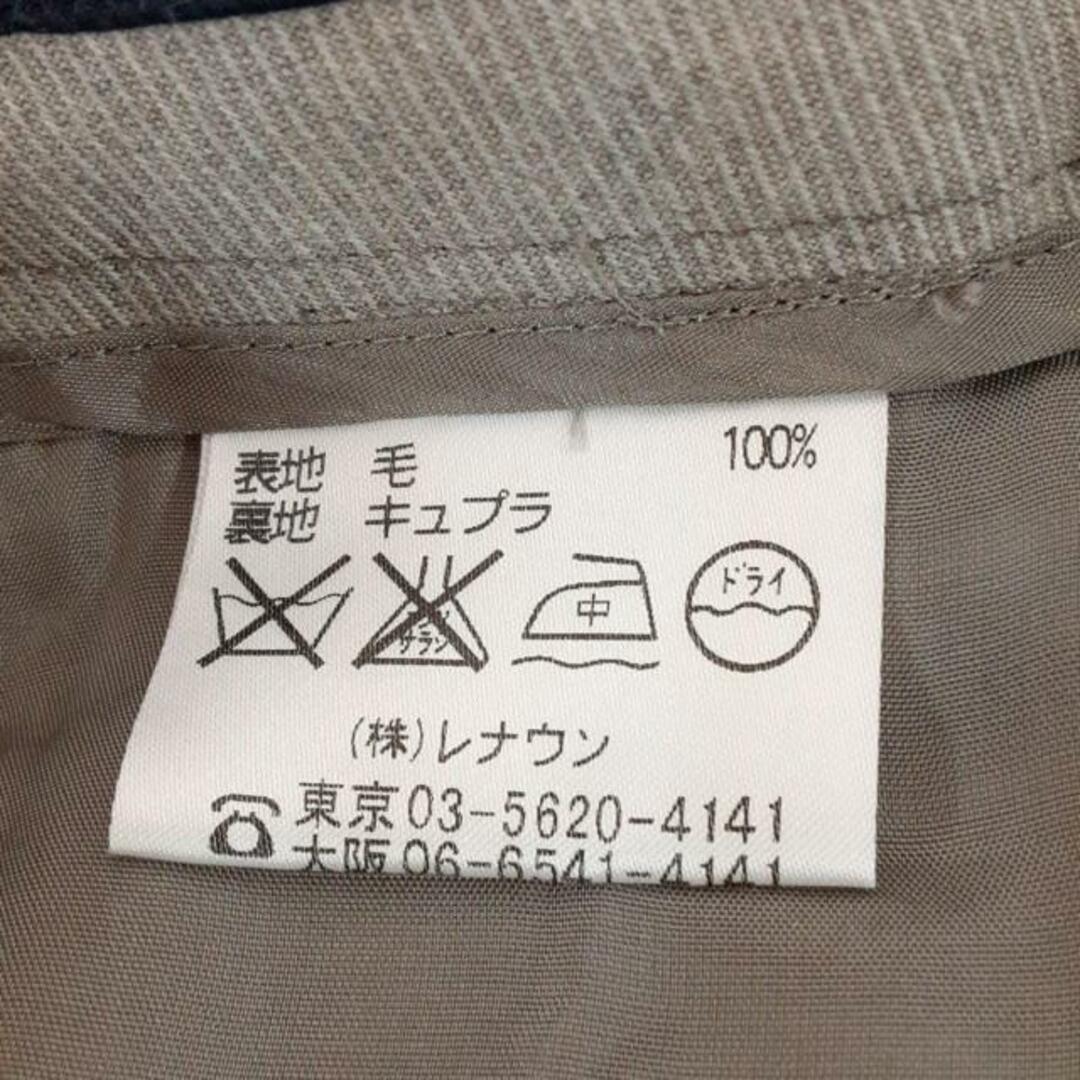 表地 毛 100%
裏地 キュプラ
サラン 中 ドライ
(株)レナウン
東京03-5620-4141
大阪06-6541-4141